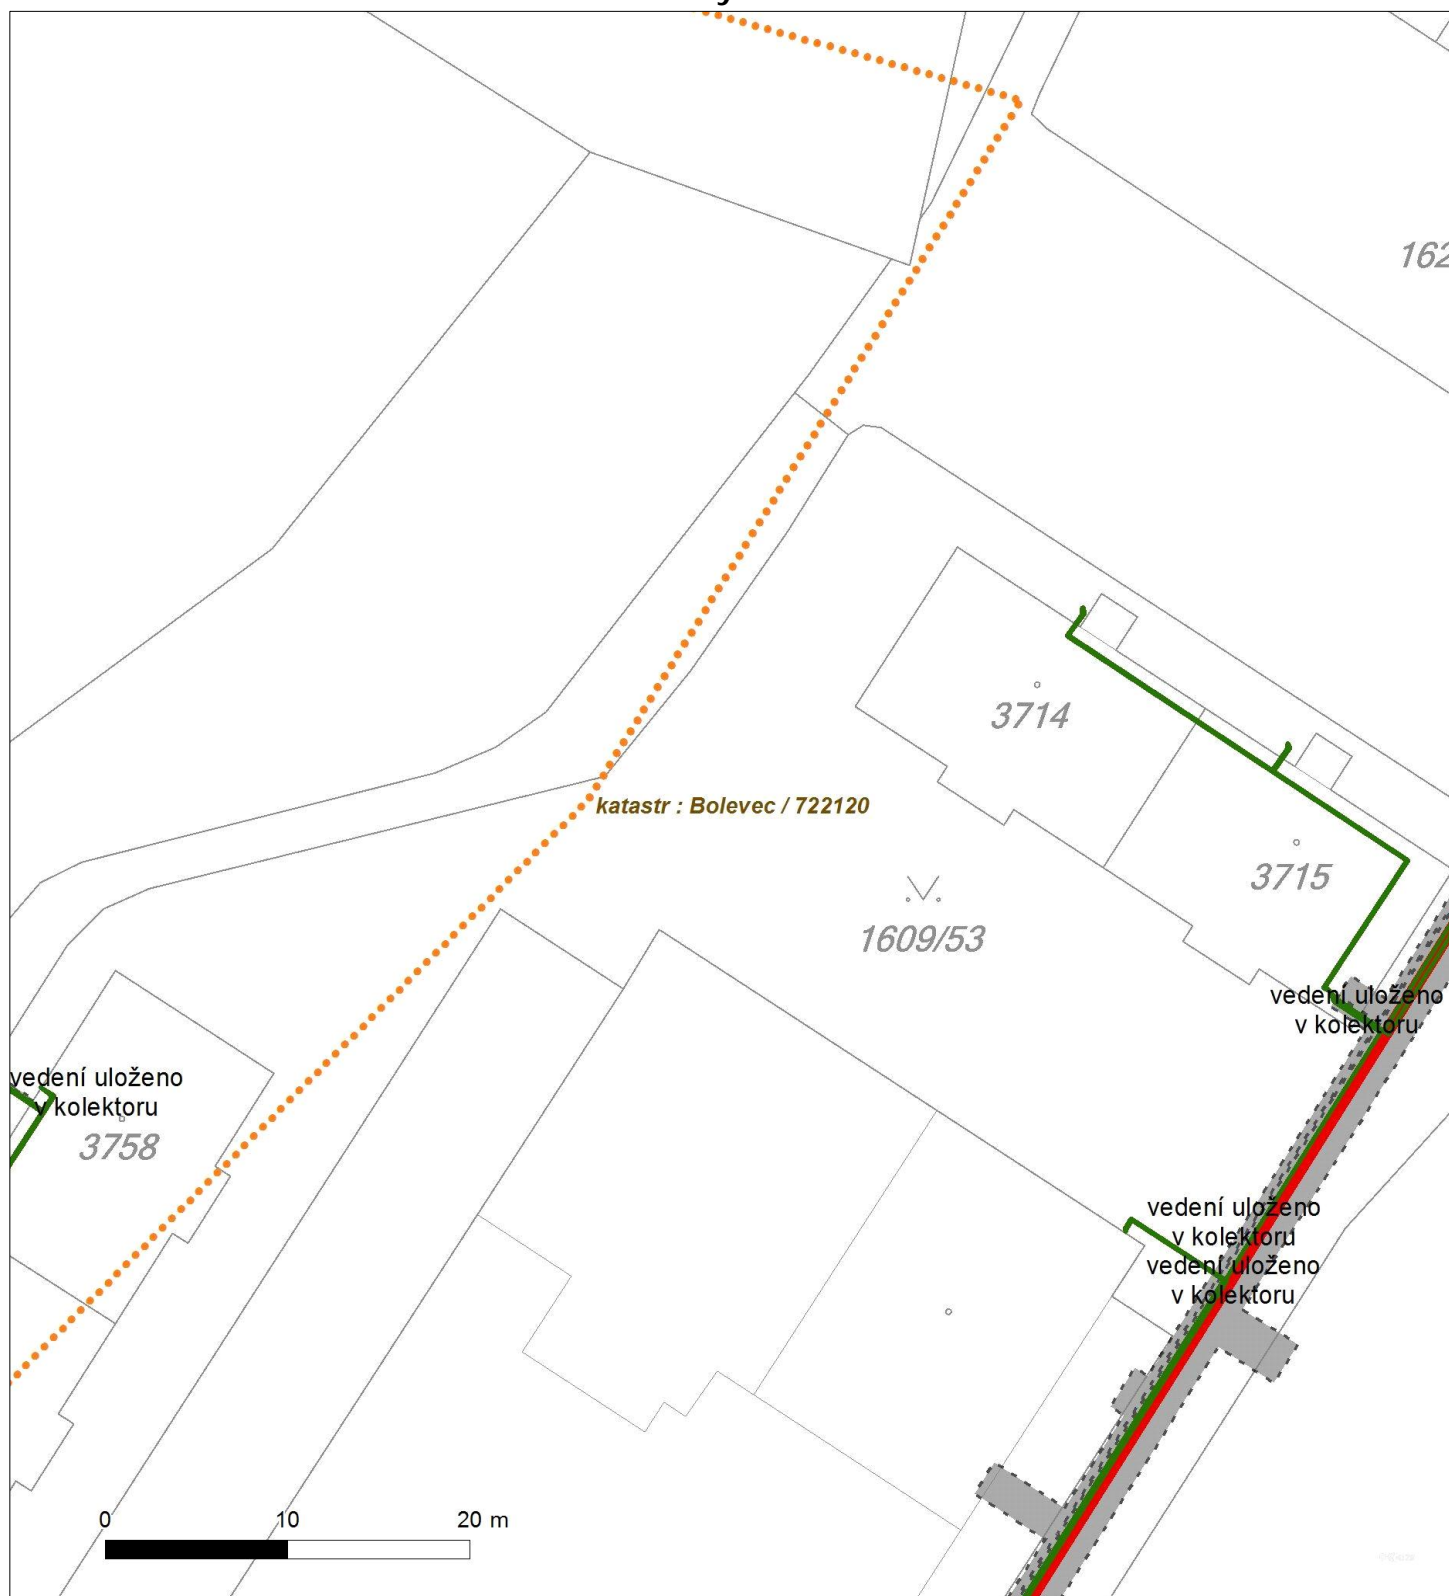 162
3714
katastr : Bolevec / 722120
3715
1609/53
vedení uloženo
v kolektoru
vedení uloženo
v kolektoru
3758
vedení uloženo
v kolektoru
vedení uloženo
v kolektoru
0 10 20 m